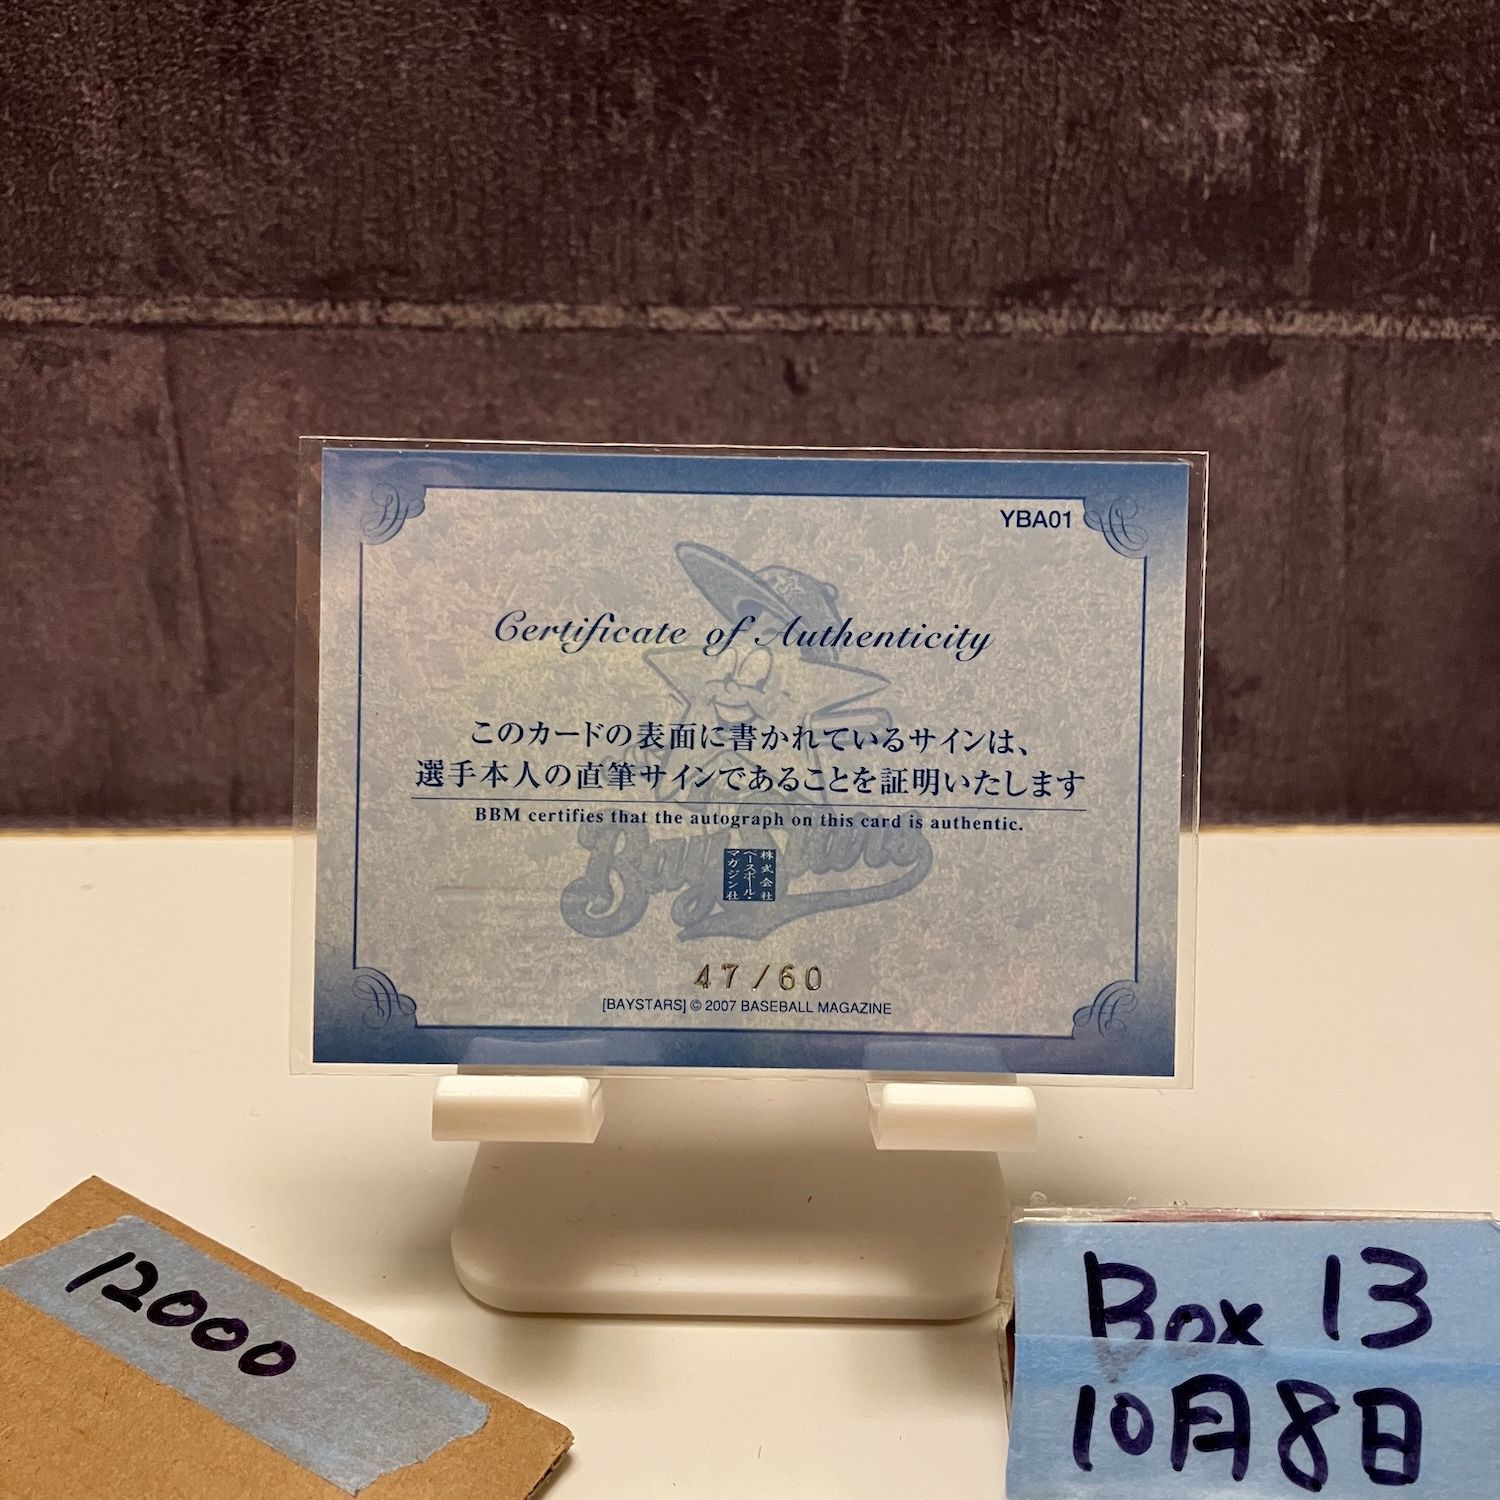 YBA01
Certificate of Authenticity
このカードの表面に書かれているサインは、
選手本人の直筆サインであることを証明いたします
BBM certifies that the autograph on this card is authentic.
BayStars
株式会社
ベースボール・
マガジン社
47/60
[BAYSTARS] © 2007 BASEBALL MAGAZINE
12000
Box 13
10月8日